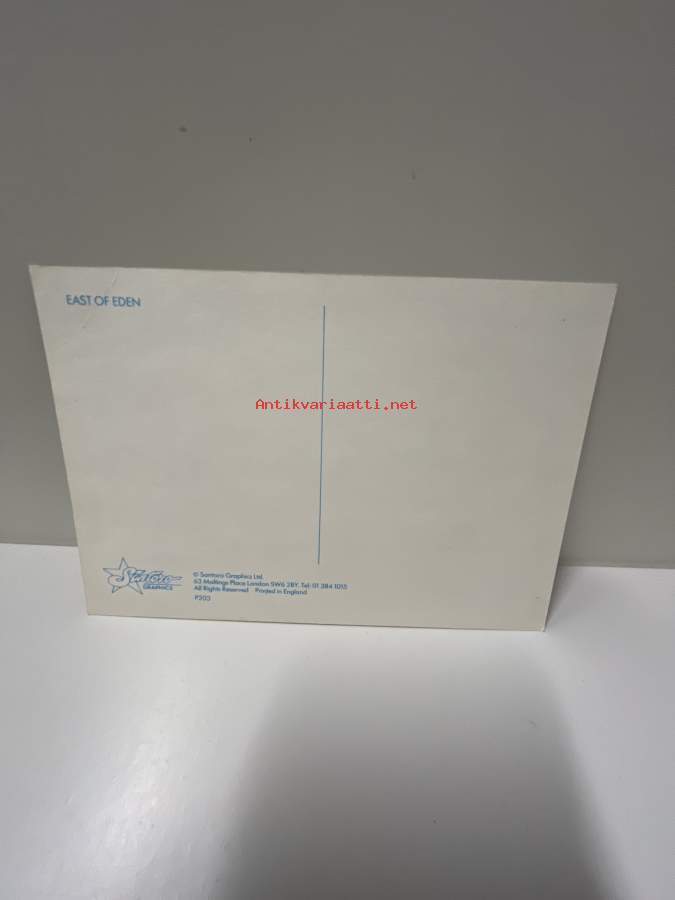 EAST OF EDEN
Antikvariaatti.net
Santoro
GRAPHICS
© Santoro Graphics Ltd.
63 Maltings Place London SW6 2BY. Tel: 01 384 1015
All Rights Reserved Printed in England
P203